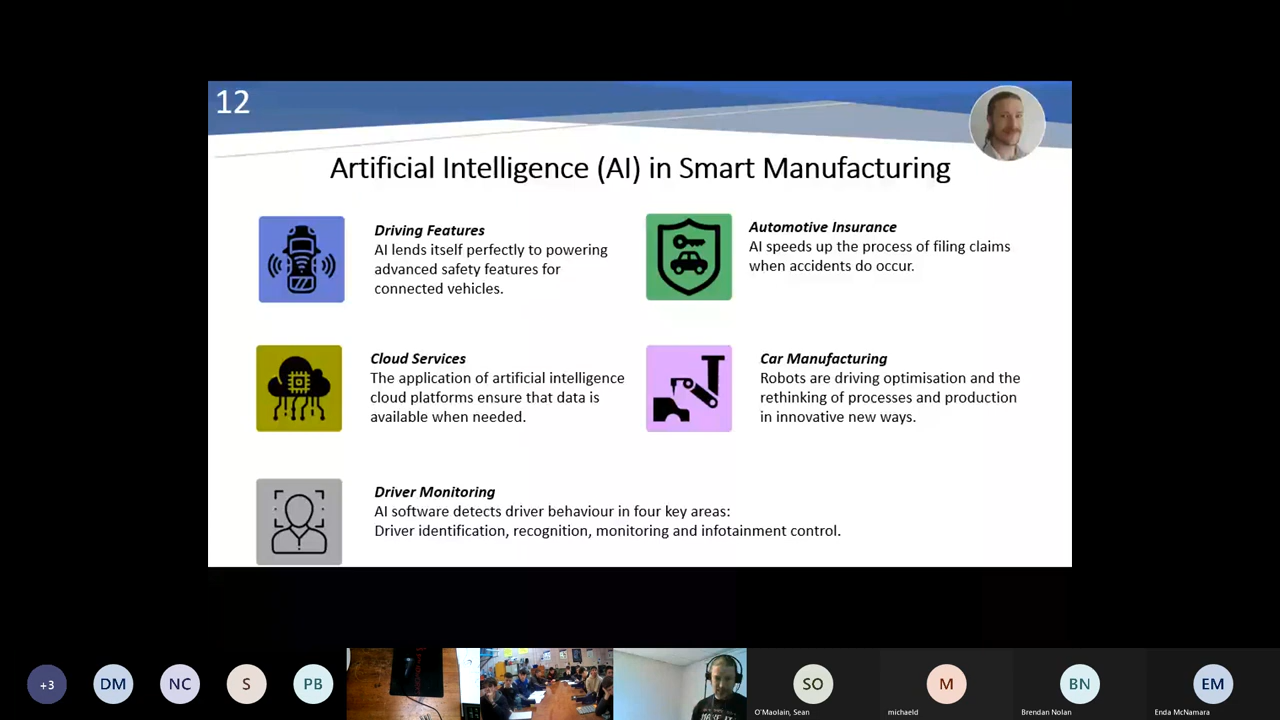 12
Artificial Intelligence (AI) in Smart Manufacturing
Driving Features
AI lends itself perfectly to powering
advanced safety features for
connected vehicles.
Automotive Insurance
AI speeds up the process of filing claims
when accidents do occur.
Cloud Services
The application of artificial intelligence
cloud platforms ensure that data is
available when needed.
Car Manufacturing
Robots are driving optimisation and the
rethinking of processes and production
in innovative new ways.
Driver Monitoring
AI software detects driver behaviour in four key areas:
Driver identification, recognition, monitoring and infotainment control.
+3
DM
NC
S
PB
SO
M
BN
EM
O'Maolain, Sean
michaeld
Brendan Nolan
Enda McNamara